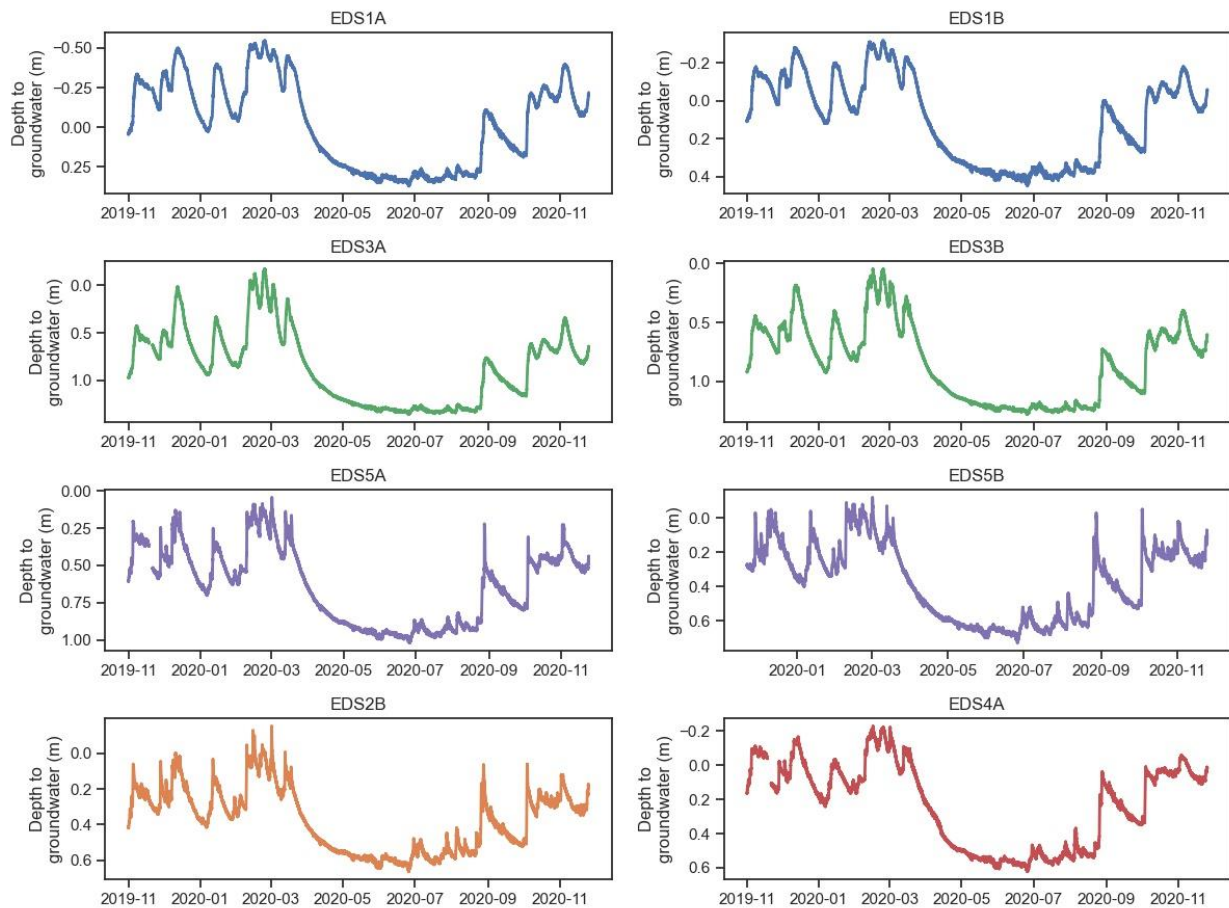 EDS1A
EDS1B
Depth to
groundwater (m)
−0.50
−0.25
0.00
0.25
2019-11 2020-01 2020-03 2020-05 2020-07 2020-09 2020-11
Depth to
groundwater (m)
−0.2
0.0
0.2
0.4
2019-11 2020-01 2020-03 2020-05 2020-07 2020-09 2020-11
EDS3A
EDS3B
Depth to
groundwater (m)
0.0
0.5
1.0
2019-11 2020-01 2020-03 2020-05 2020-07 2020-09 2020-11
Depth to
groundwater (m)
0.0
0.5
1.0
2019-11 2020-01 2020-03 2020-05 2020-07 2020-09 2020-11
EDS5A
EDS5B
Depth to
groundwater (m)
0.00
0.25
0.50
0.75
1.00
2019-11 2020-01 2020-03 2020-05 2020-07 2020-09 2020-11
Depth to
groundwater (m)
0.0
0.2
0.4
0.6
2020-01 2020-03 2020-05 2020-07 2020-09 2020-11
EDS2B
EDS4A
Depth to
groundwater (m)
0.0
0.2
0.4
0.6
2019-11 2020-01 2020-03 2020-05 2020-07 2020-09 2020-11
Depth to
groundwater (m)
−0.2
0.0
0.2
0.4
0.6
2019-11 2020-01 2020-03 2020-05 2020-07 2020-09 2020-11